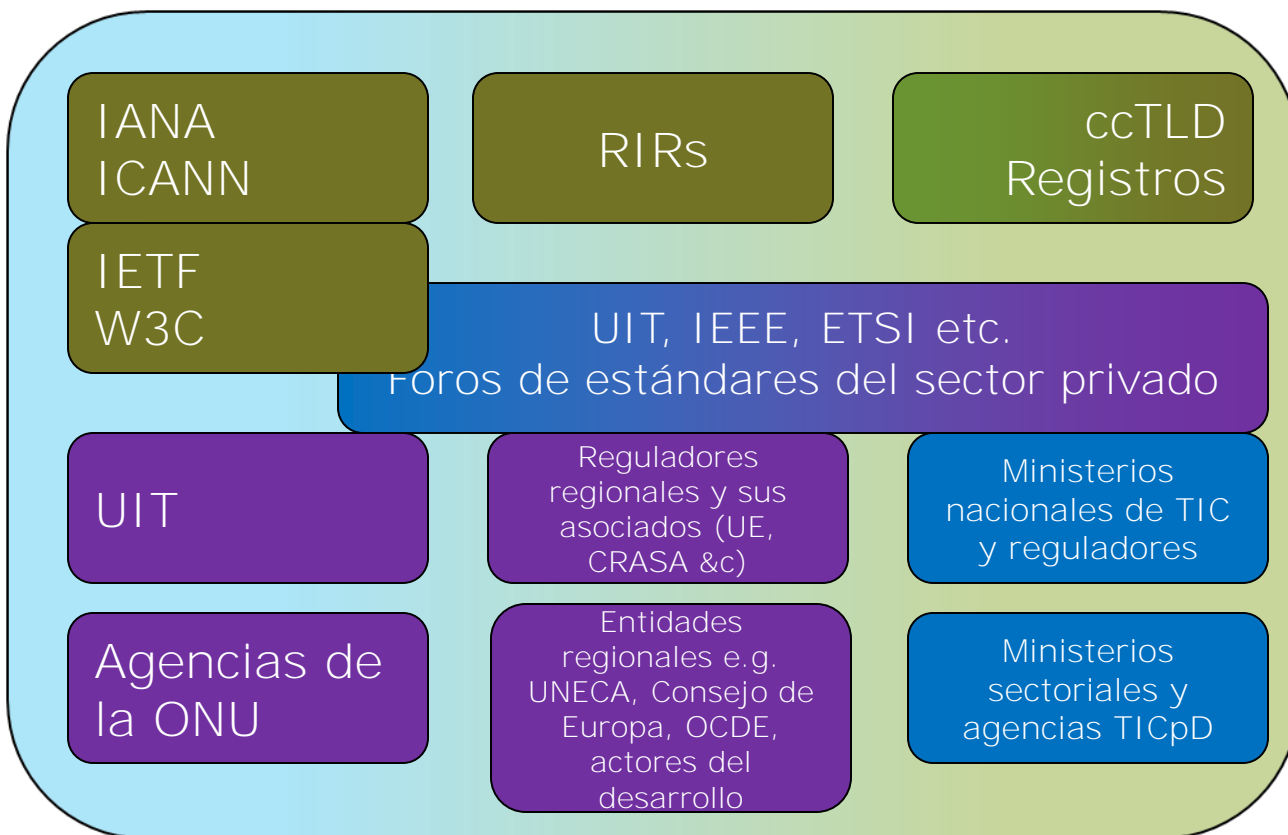 IANA
ICANN
RIRs
ccTLD
Registros
IETF
W3C
UIT, IEEE, ETSI etc.
Foros de estándares del sector privado
UIT
Reguladores
regionales y sus
asociados (UE,
CRASA &c)
Ministerios
nacionales de TIC
y reguladores
Agencias de
la ONU
Entidades
regionales e.g.
UNECA, Consejo de
Europa, OCDE,
actores del
desarrollo
Ministerios
sectoriales y
agencias TICpD